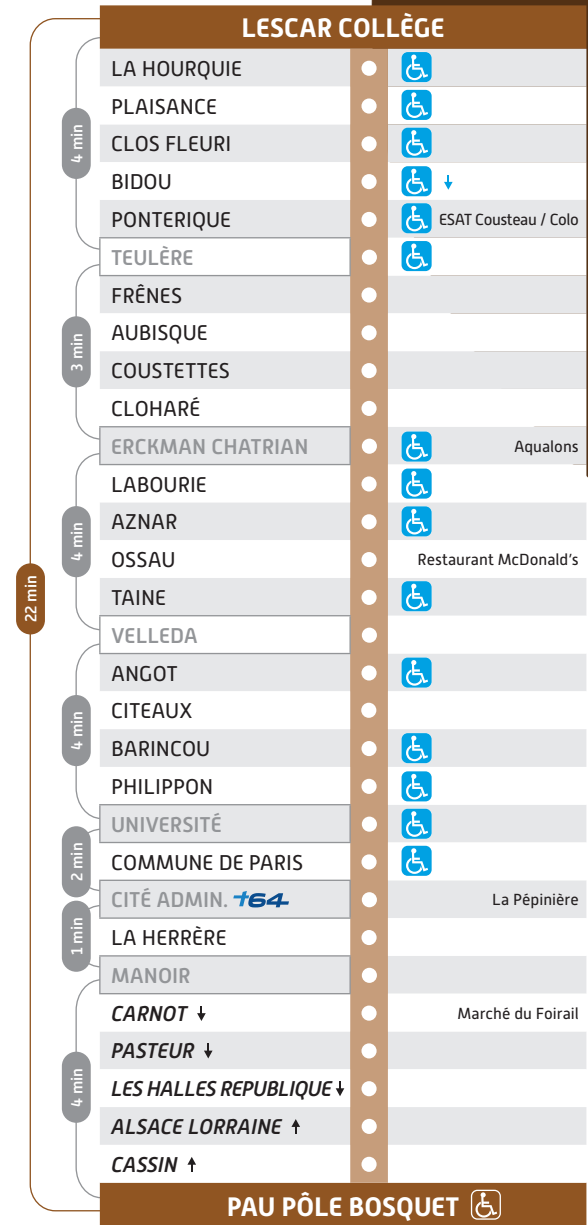 LESCAR COLLÈGE
LA HOURQUIE
PLAISANCE
CLOS FLEURI
BIDOU ↓
PONTERIQUE ESAT Cousteau / Colo
TEULÈRE
4 min
FRÊNES
AUBISQUE
COUSTETTES
CLOHARÉ
ERCKMAN CHATRIAN Aqualons
3 min
LABOURIE
AZNAR
OSSAU Restaurant McDonald's
TAINE
VELLEDA
4 min
22 min
ANGOT
CITEAUX
BARINCOU
PHILIPPON
UNIVERSITÉ
4 min
COMMUNE DE PARIS
2 min
CITÉ ADMIN. +64 La Pépinière
LA HERRÈRE
1 min
MANOIR
CARNOT ↓ Marché du Foirail
PASTEUR ↓
LES HALLES REPUBLIQUE ↓
ALSACE LORRAINE ↑
CASSIN ↑
4 min
PAU PÔLE BOSQUET